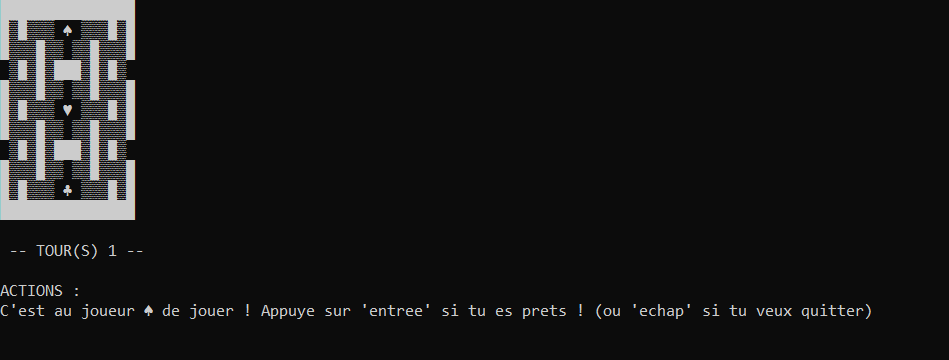 ♠
♥
♣
-- TOUR(S) 1 --
ACTIONS :
C'est au joueur ♠ de jouer ! Appuye sur 'entree' si tu es prets ! (ou 'echap' si tu veux quitter)